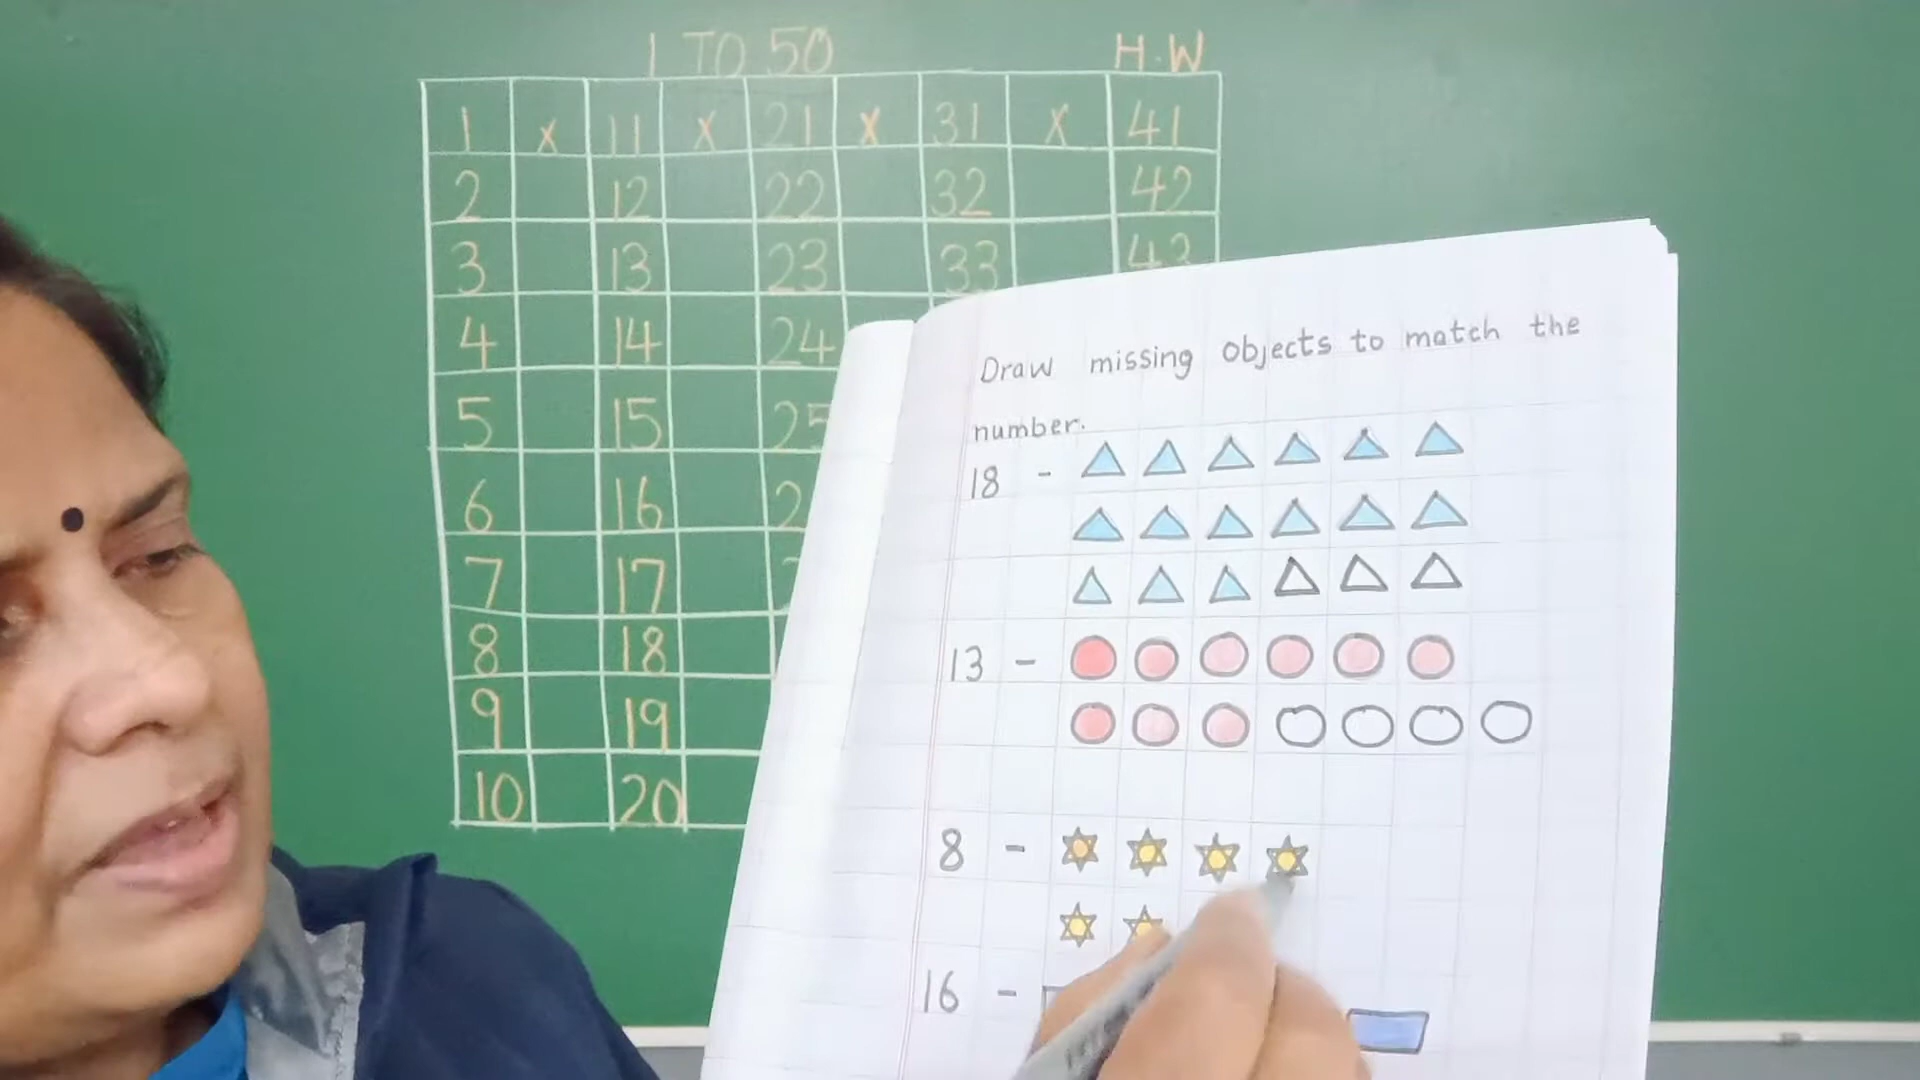 1 TO 50 H.W
1 x 11 x 21 x 31 x 41
2 12 22 32 42
3 13 23 33 43
4 14 24
5 15 25
6 16
7 17
8 18
9 19
10 20
Draw missing objects to match the
number.
18 -
13 -
8 -
16 -